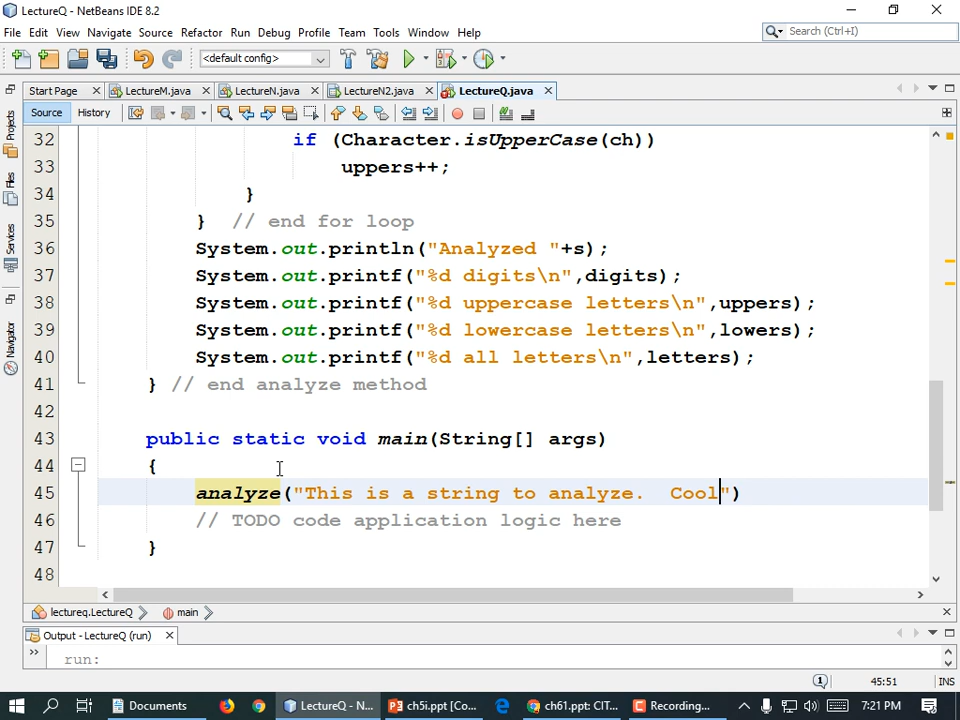 LectureQ - NetBeans IDE 8.2
File Edit View Navigate Source Refactor Run Debug Profile Team Tools Window Help
Search (Ctrl+I)
<default config>
Start Page LectureM.java LectureN.java LectureN2.java LectureQ.java
Source History
Projects
Files
Services
Navigator
32 if (Character.isUpperCase(ch))
33 uppers++;
34 }
35 } // end for loop
36 System.out.println("Analyzed "+s);
37 System.out.printf("%d digits\n",digits);
38 System.out.printf("%d uppercase letters\n",uppers);
39 System.out.printf("%d lowercase letters\n",lowers);
40 System.out.printf("%d all letters\n",letters);
41 } // end analyze method
42
43 public static void main(String[] args)
44 {
45 analyze("This is a string to analyze.  Cool")
46 // TODO code application logic here
47 }
48
lectureq.LectureQ main
Output - LectureQ (run)
run:
1 45:51 INS
Documents LectureQ - N... ch5i.ppt [Co... ch61.ppt: CIT... Recording... 7:21 PM